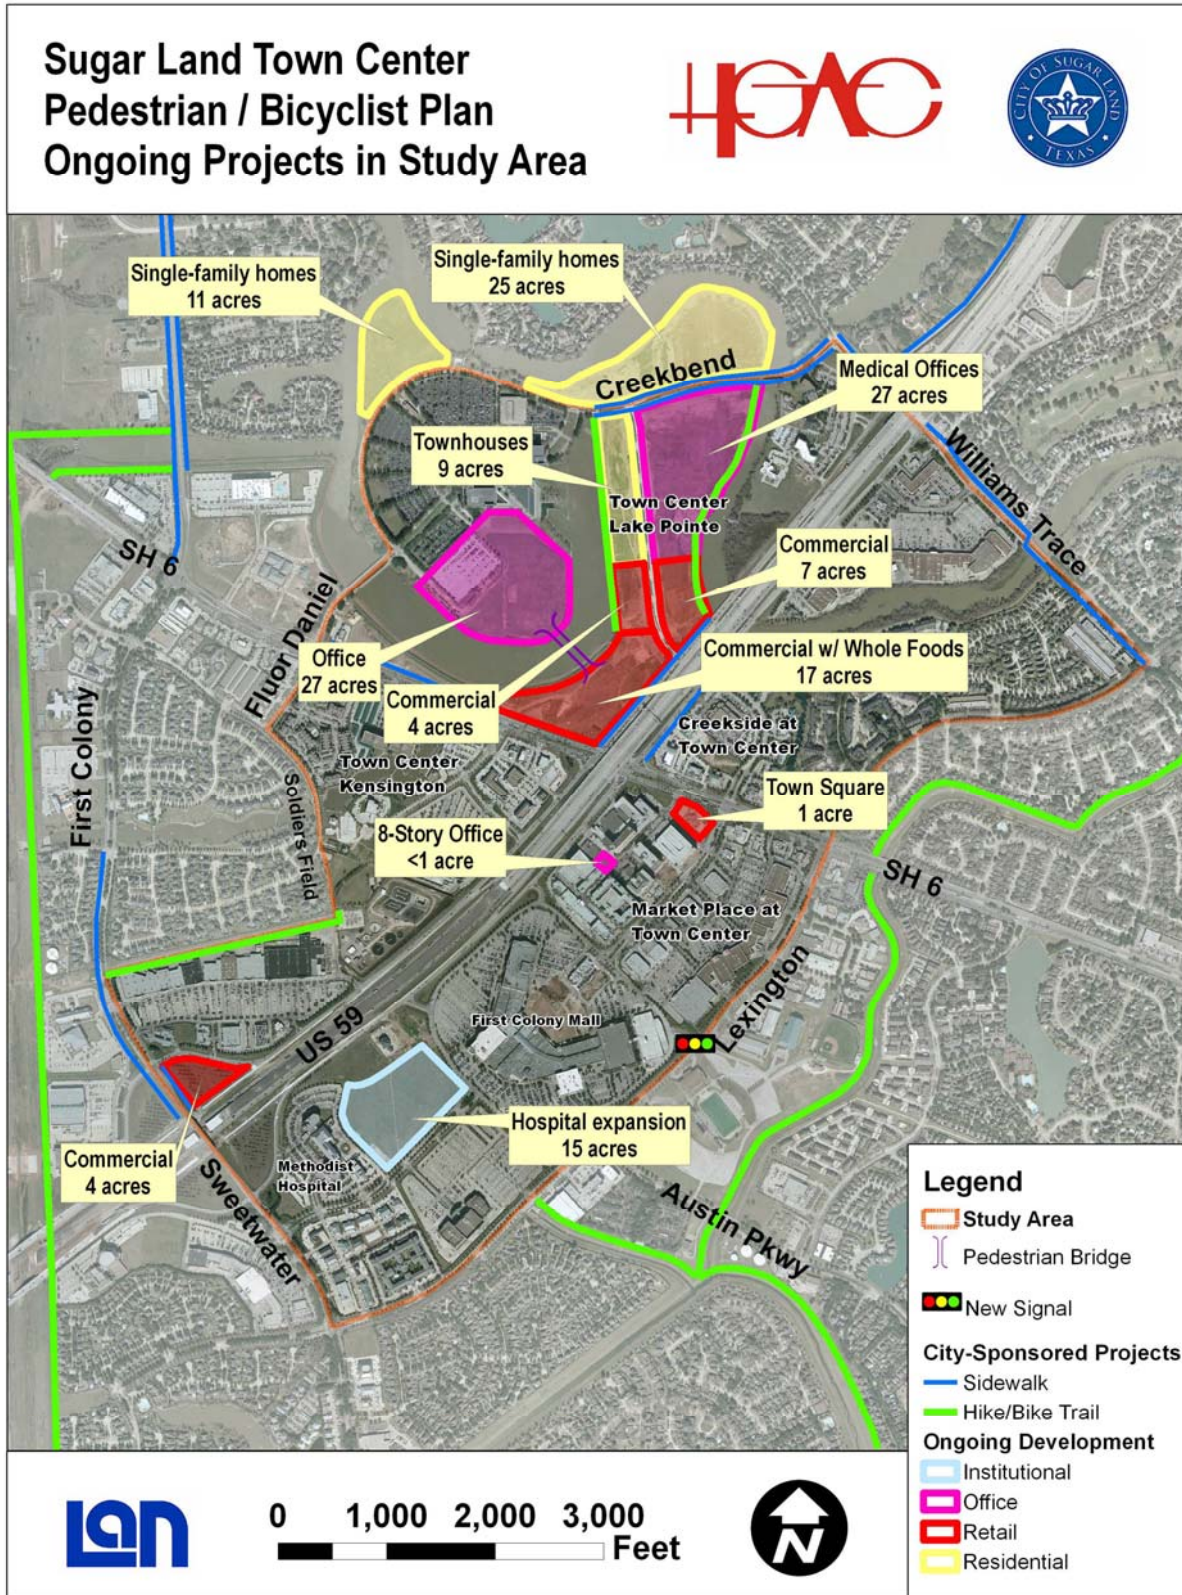 Sugar Land Town Center
Pedestrian / Bicyclist Plan
Ongoing Projects in Study Area
HGAC
CITY OF SUGAR LAND
TEXAS
Single-family homes
11 acres
Single-family homes
25 acres
Creekbend
Medical Offices
27 acres
Townhouses
9 acres
Williams Trace
Town Center
Lake Pointe
SH 6
Commercial
7 acres
Fluor Daniel
Office
27 acres
Commercial w/ Whole Foods
17 acres
Commercial
4 acres
Creekside at
Town Center
First Colony
Town Center
Kensington
Soldiers Field
Town Square
1 acre
8-Story Office
<1 acre
SH 6
Market Place at
Town Center
Lexington
US 59
First Colony Mall
Hospital expansion
15 acres
Commercial
4 acres
Methodist
Hospital
Sweetwater
Austin Pkwy
Legend
Study Area
Pedestrian Bridge
New Signal
City-Sponsored Projects
Sidewalk
Hike/Bike Trail
Ongoing Development
Institutional
Office
Retail
Residential
Lan
0 1,000 2,000 3,000
Feet
N